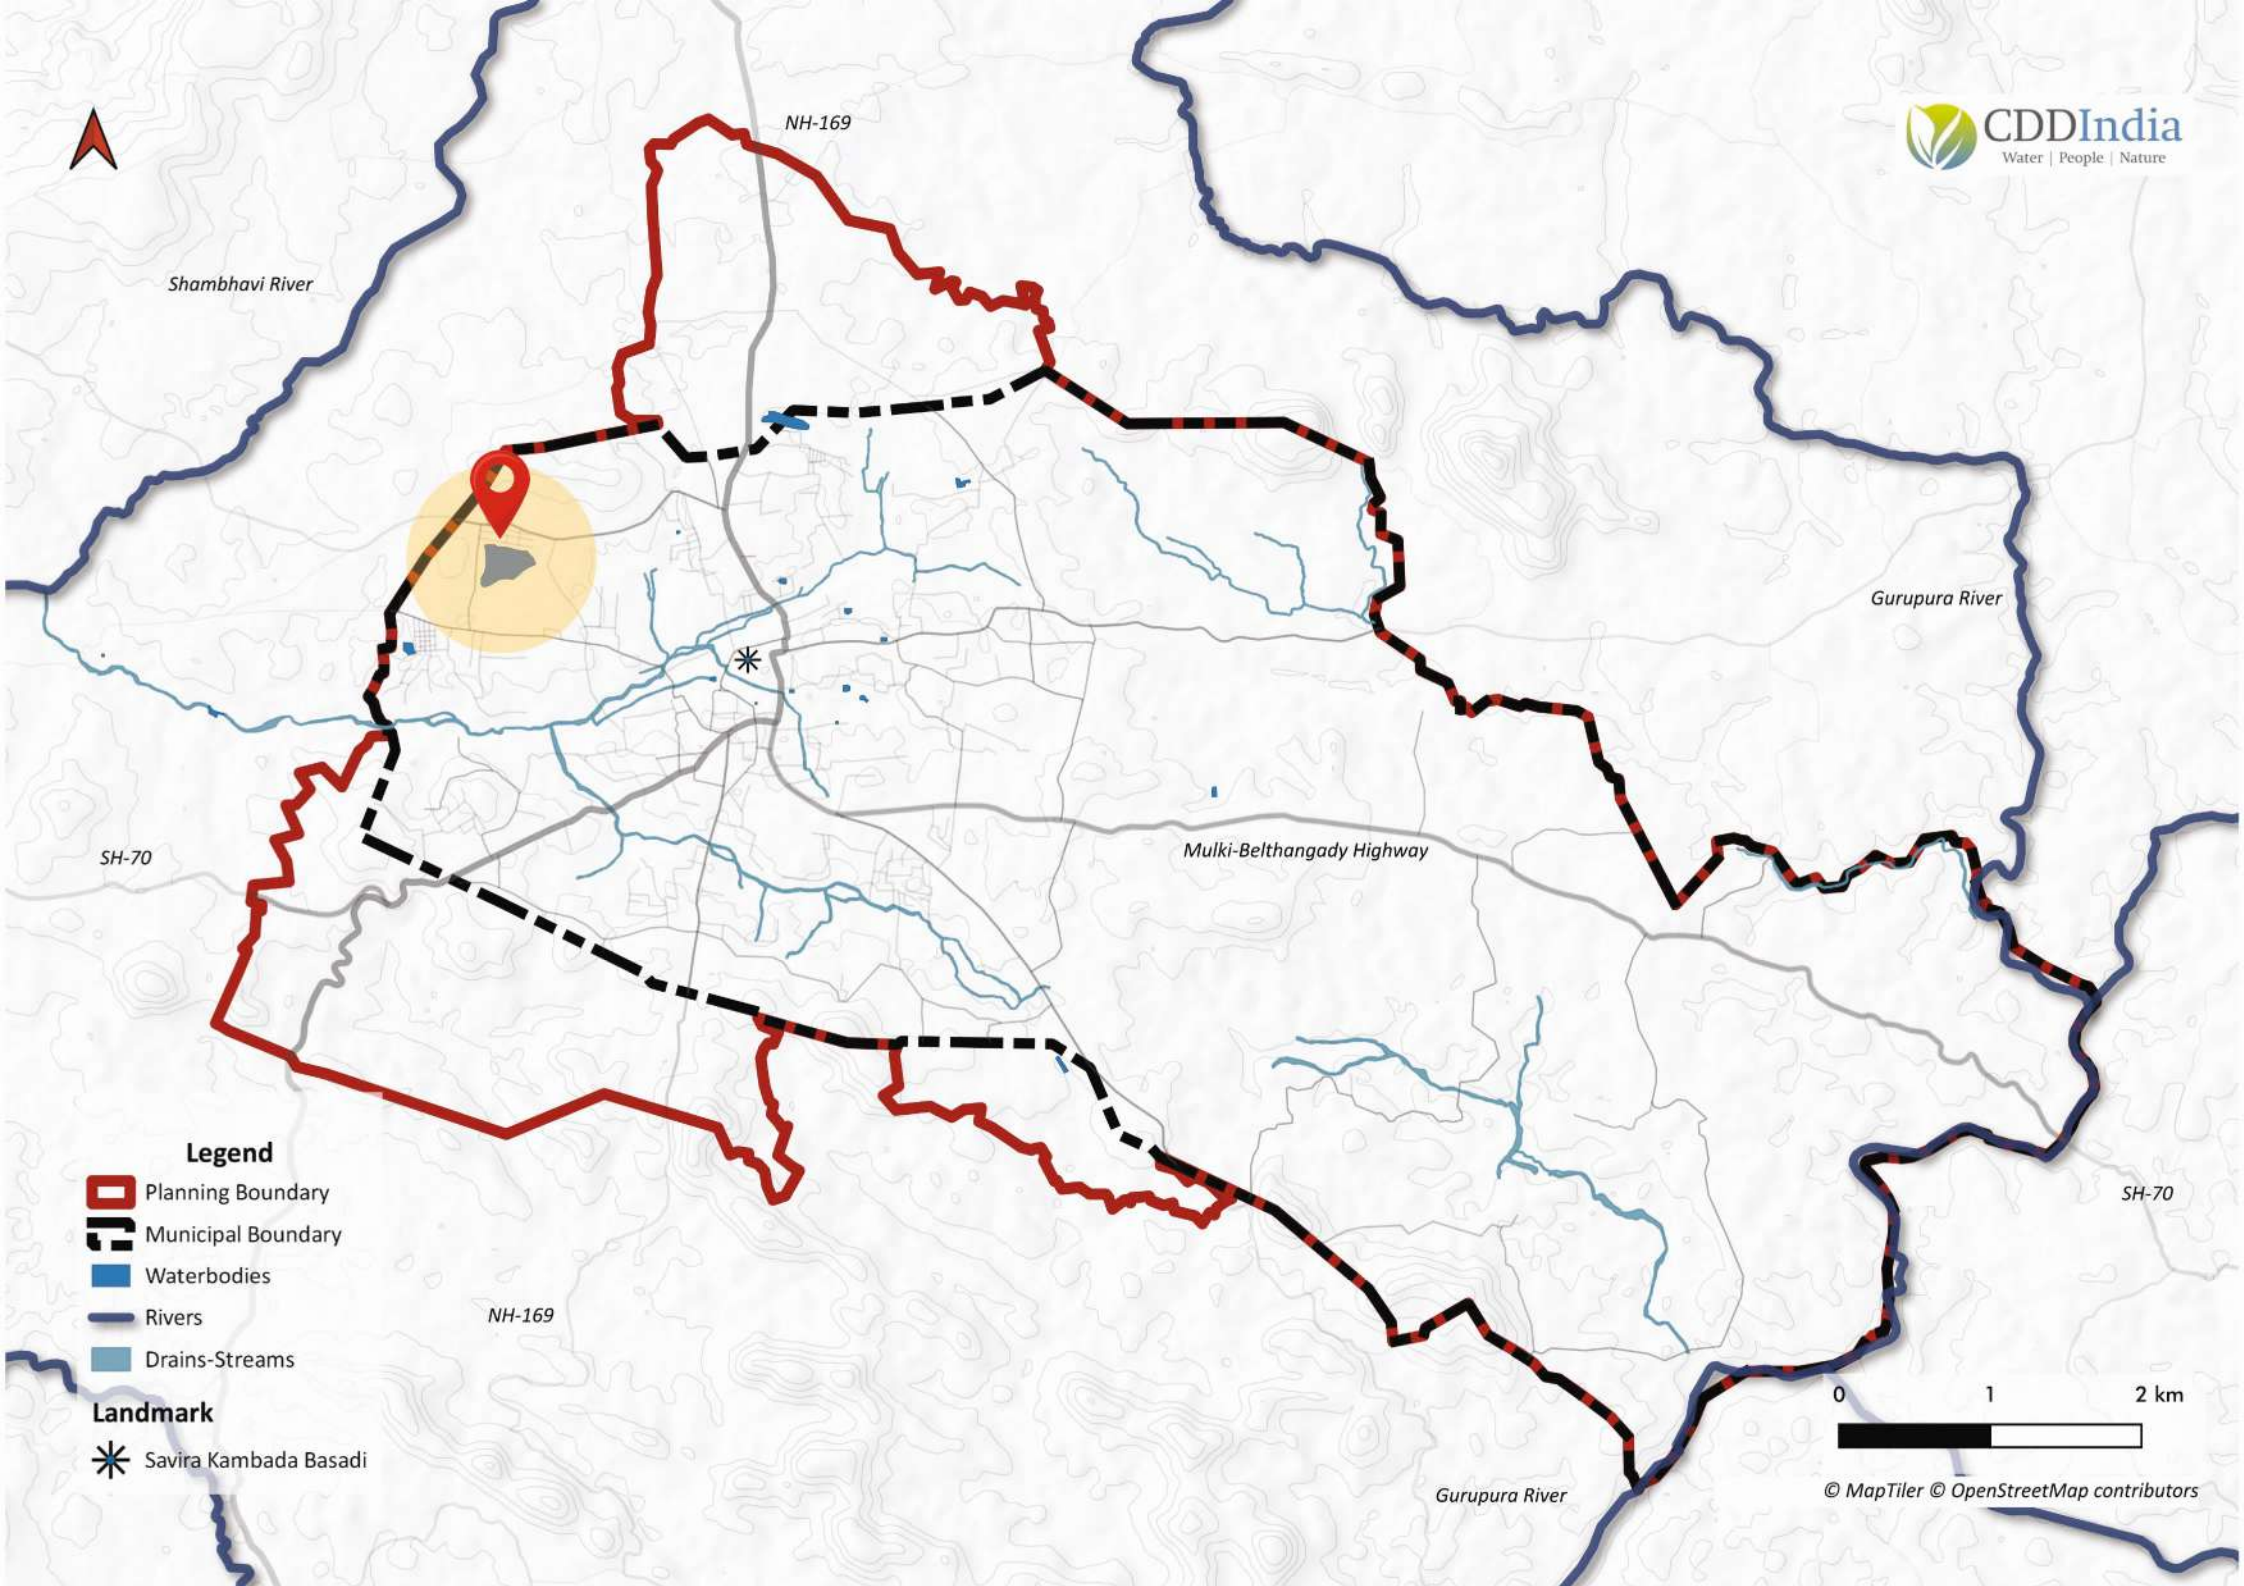 NH-169
CDDIndia
Water | People | Nature
Shambhavi River
Gurupura River
Mulki-Belthangady Highway
SH-70
SH-70
Legend
Planning Boundary
Municipal Boundary
Waterbodies
Rivers
Drains-Streams
Landmark
Savira Kambada Basadi
NH-169
Gurupura River
0 1 2 km
© MapTiler © OpenStreetMap contributors